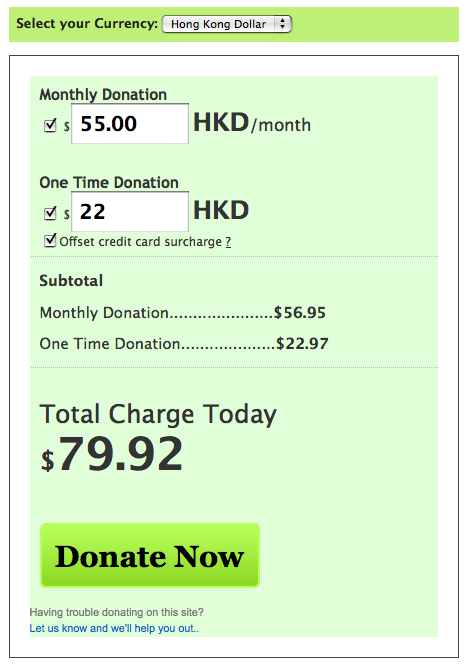 Select your Currency: Hong Kong Dollar
Monthly Donation
$ 55.00 HKD/month
One Time Donation
$ 22 HKD
Offset credit card surcharge ?
Subtotal
Monthly Donation......................$56.95
One Time Donation....................$22.97
Total Charge Today
$79.92
Donate Now
Having trouble donating on this site?
Let us know and we'll help you out..